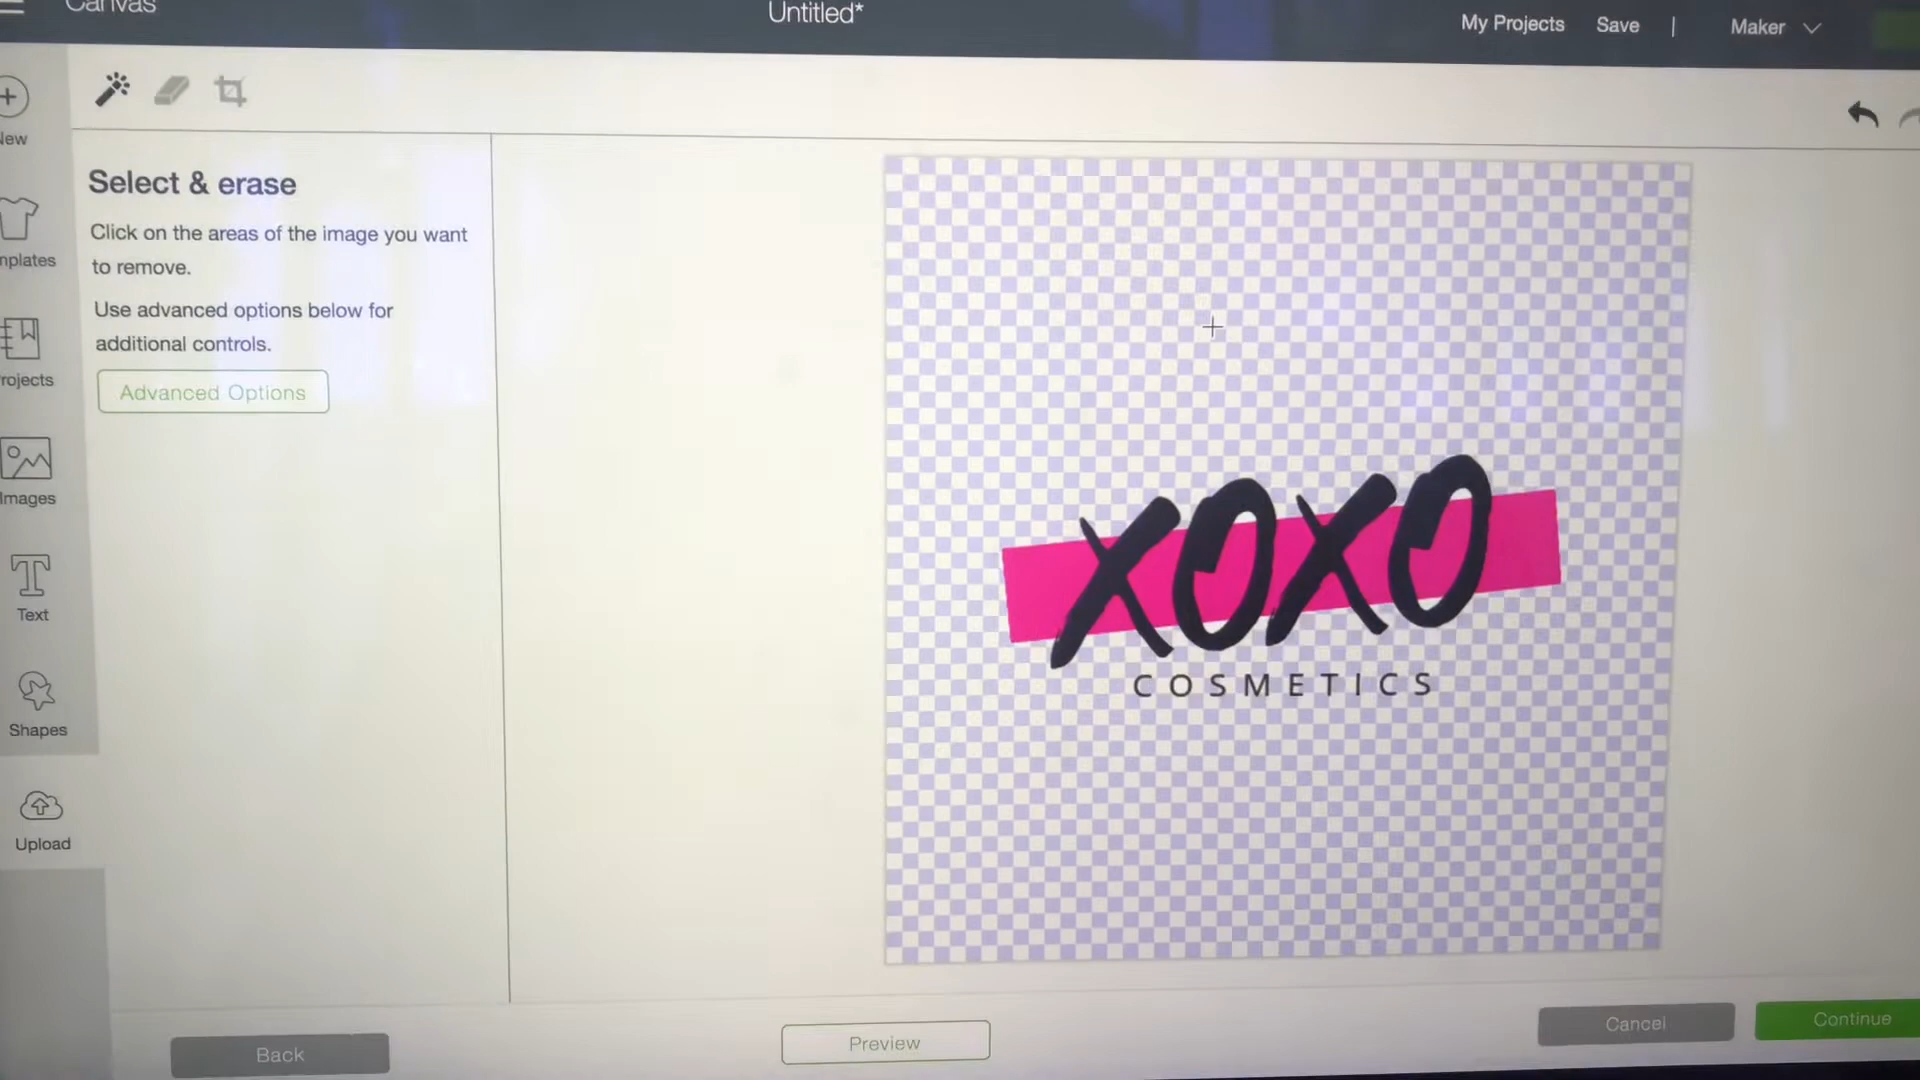 Canvas
Untitled*
My Projects
Save
Maker
Select & erase
Click on the areas of the image you want
to remove.
Use advanced options below for
additional controls.
Advanced Options
New
mplates
rojects
Images
Text
Shapes
Upload
XOXO
COSMETICS
Back
Preview
Cancel
Continue